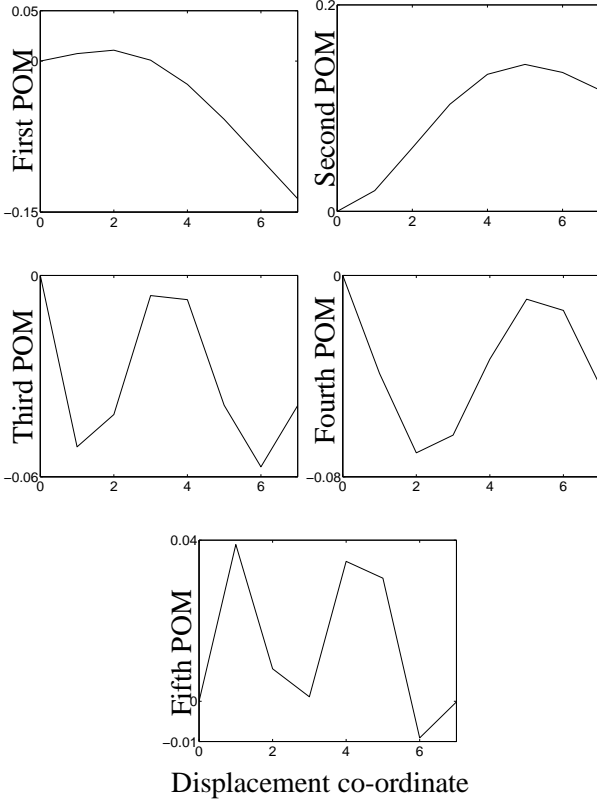 0.05
0
−0.15
First POM
0 2 4 6
0.2
0
Second POM
0 2 4 6
0
−0.06
Third POM
0 2 4 6
0
−0.08
Fourth POM
0 2 4 6
0.04
0
−0.01
Fifth POM
0 2 4 6
Displacement co-ordinate